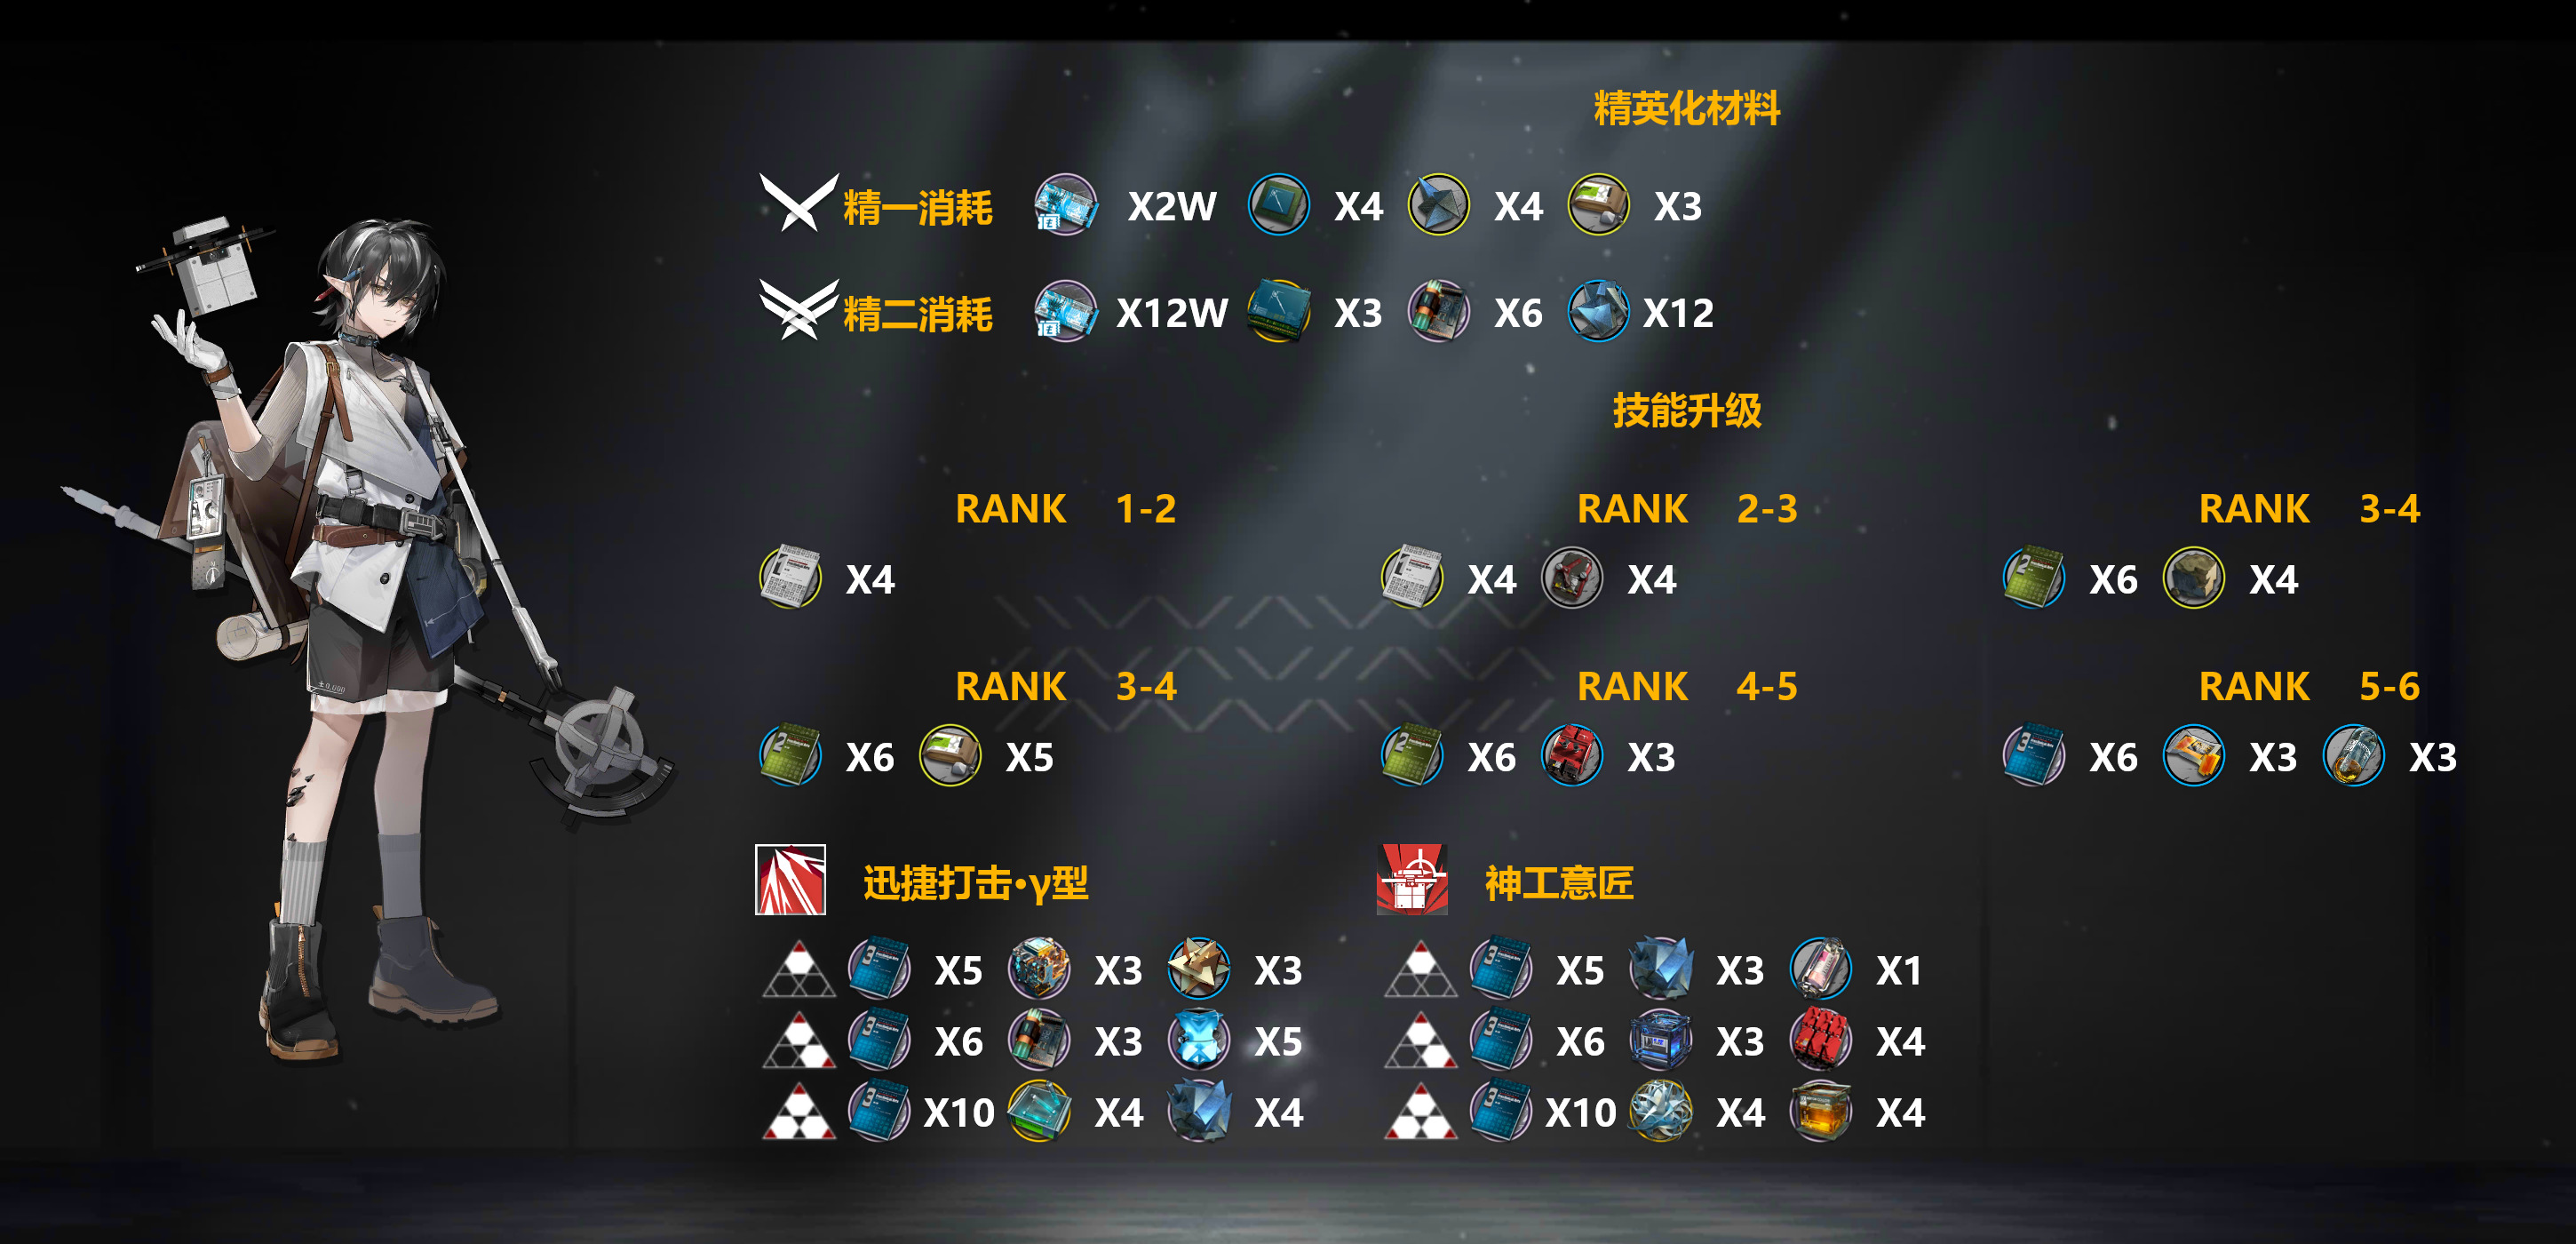 精英化材料
精一消耗 X2W X4 X4 X3
精二消耗 X12W X3 X6 X12
技能升级
RANK 1-2 RANK 2-3 RANK 3-4
X4 X4 X4 X6 X4
RANK 3-4 RANK 4-5 RANK 5-6
X6 X5 X6 X3 X6 X3 X3
迅捷打击·γ型 神工意匠
X5 X3 X3 X5 X3 X1
X6 X3 X5 X6 X3 X4
X10 X4 X4 X10 X4 X4